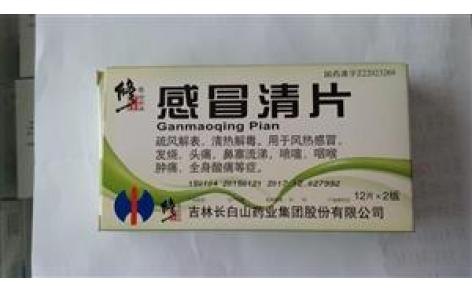 国药准字Z22023269
修
感冒清片
Ganmaoqing Pian
疏风解表,清热解毒。用于风热感冒,
发烧、头痛、鼻塞流涕,喷嚏,咽喉
肿痛、全身酸痛等症。
12片×2板
修
吉林长白山药业集团股份有限公司